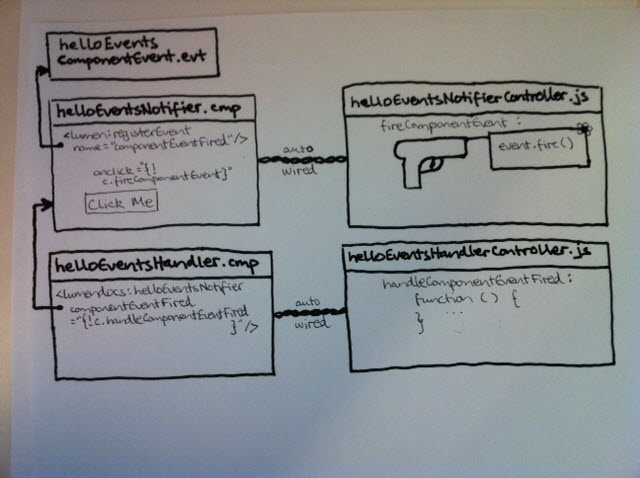 helloEvents
componentEvent.evt
helloEventsNotifier.cmp
<lumen:registerEvent
name="componentEventFired"/>
onclick="{!
c.fireComponentEvent}"
Click Me
auto
wired
helloEventsNotifierController.js
fireComponentEvent :
event.fire()
helloEventsHandler.cmp
<lumendocs:helloEventsNotifier
componentEventFired
="{!c.handleComponentEventFired
}"/>
auto
wired
helloEventsHandlerController.js
handleComponentEventFired :
function () {
...
}